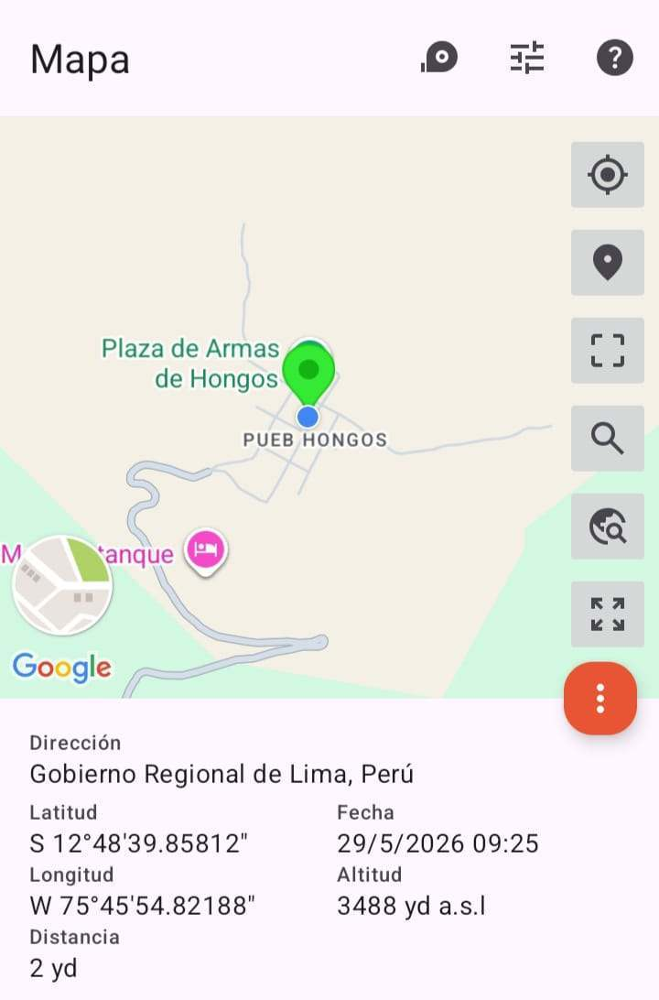 Mapa
Plaza de Armas
de Hongos
PUEB HONGOS
M tanque
Google
Dirección
Gobierno Regional de Lima, Perú
Latitud
S 12°48'39.85812"
Fecha
29/5/2026 09:25
Longitud
W 75°45'54.82188"
Altitud
3488 yd a.s.l
Distancia
2 yd